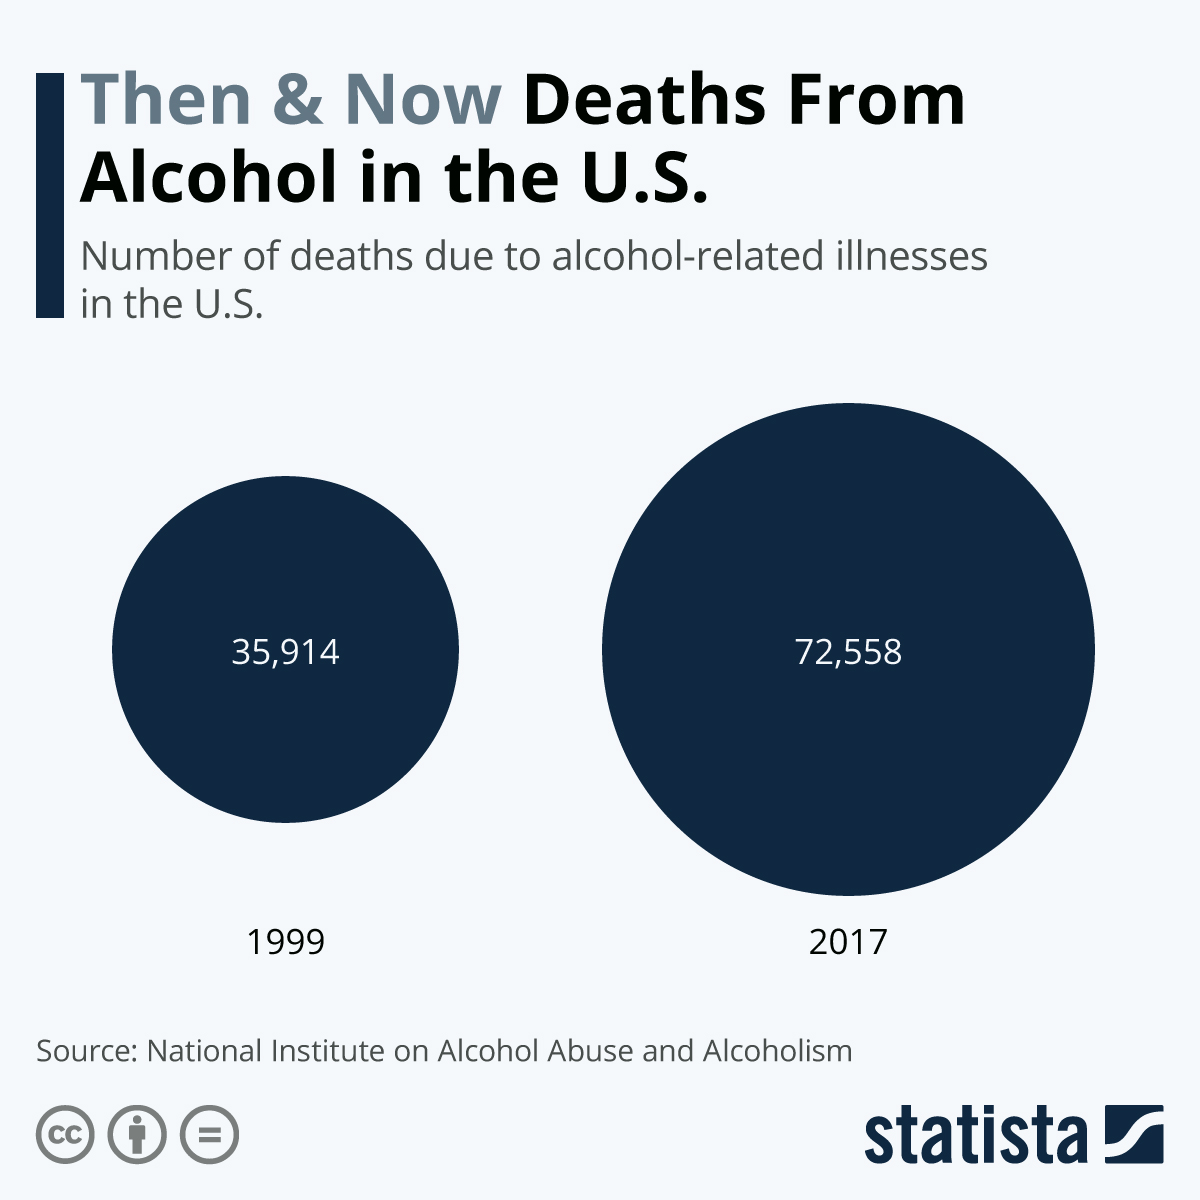 Then & Now Deaths From
Alcohol in the U.S.
Number of deaths due to alcohol-related illnesses
in the U.S.
35,914
72,558
1999
2017
Source: National Institute on Alcohol Abuse and Alcoholism
cc
=
statista